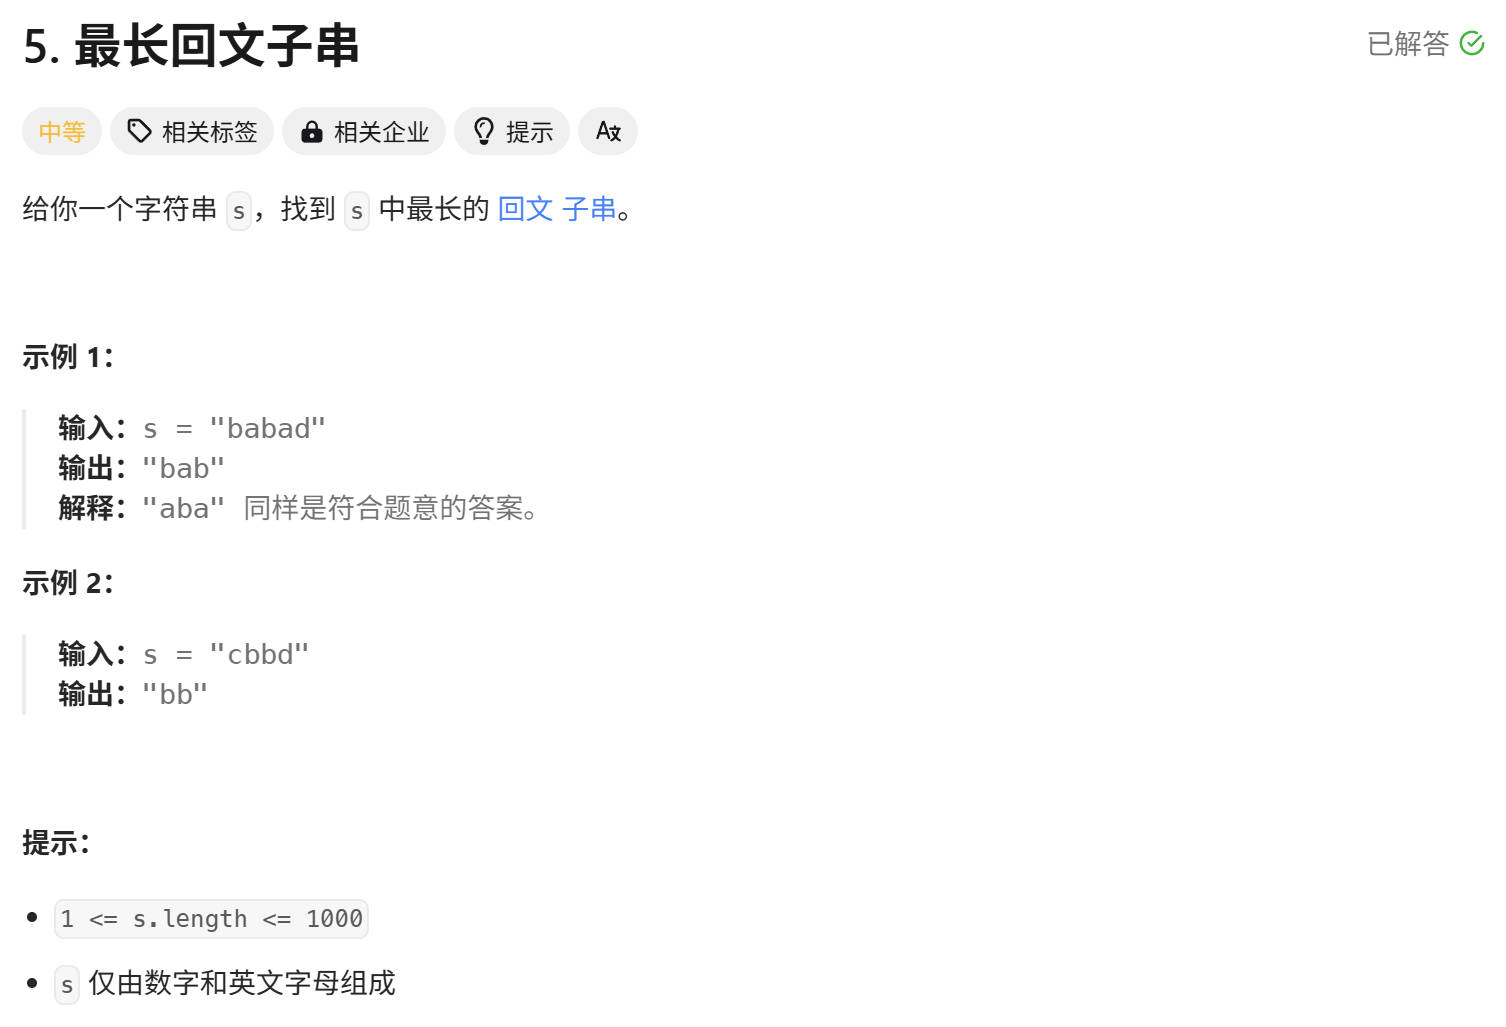 5. 最长回文子串
已解答
中等 相关标签 相关企业 提示 A文
给你一个字符串 s，找到 s 中最长的 回文 子串。
示例 1：
输入：s = "babad"
输出："bab"
解释："aba" 同样是符合题意的答案。
示例 2：
输入：s = "cbbd"
输出："bb"
提示：
1 <= s.length <= 1000
s 仅由数字和英文字母组成